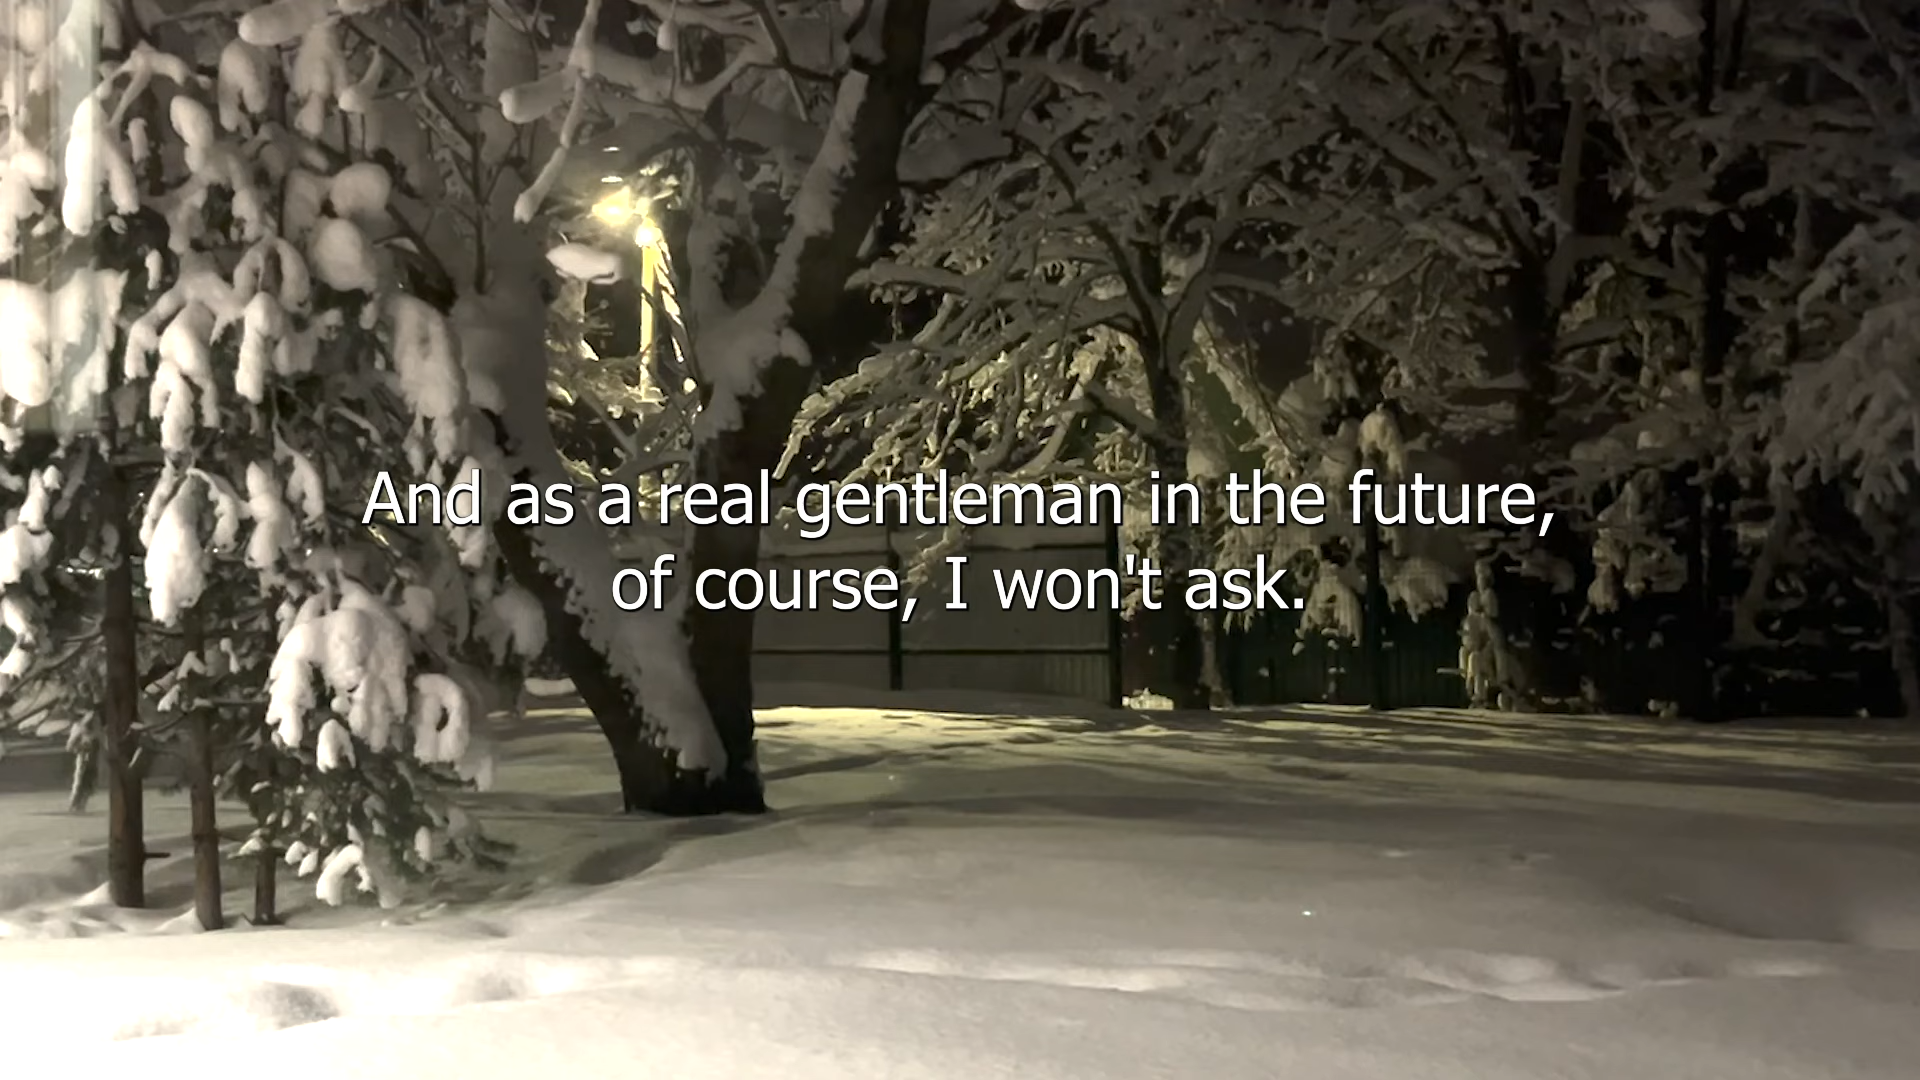 And as a real gentleman in the future,
of course, I won't ask.